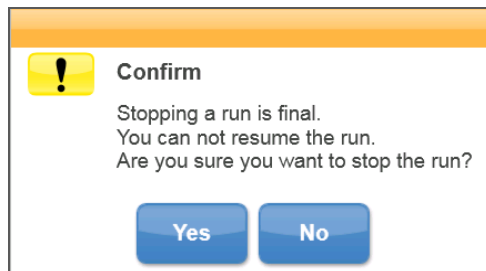 !
Confirm
Stopping a run is final.
You can not resume the run.
Are you sure you want to stop the run?
Yes No